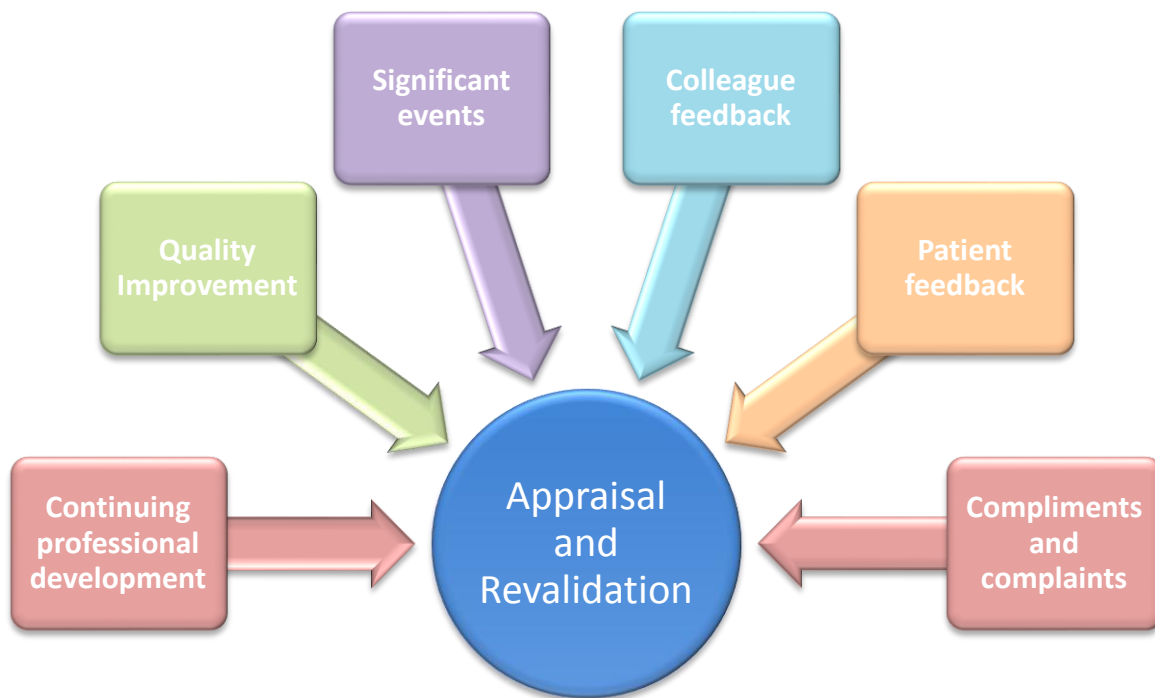 Significant
events
Colleague
feedback
Quality
Improvement
Patient
feedback
Continuing
professional
development
Appraisal
and
Revalidation
Compliments
and
complaints